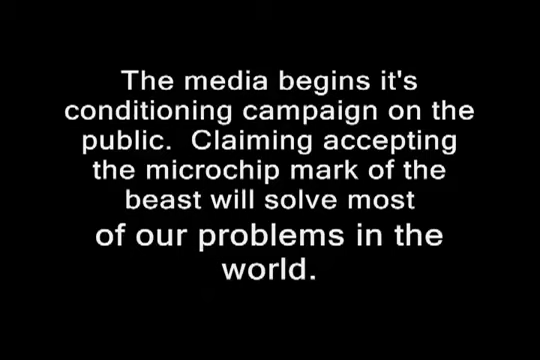 The media begins it's
conditioning campaign on the
public.  Claiming accepting
the microchip mark of the
beast will solve most
of our problems in the
world.